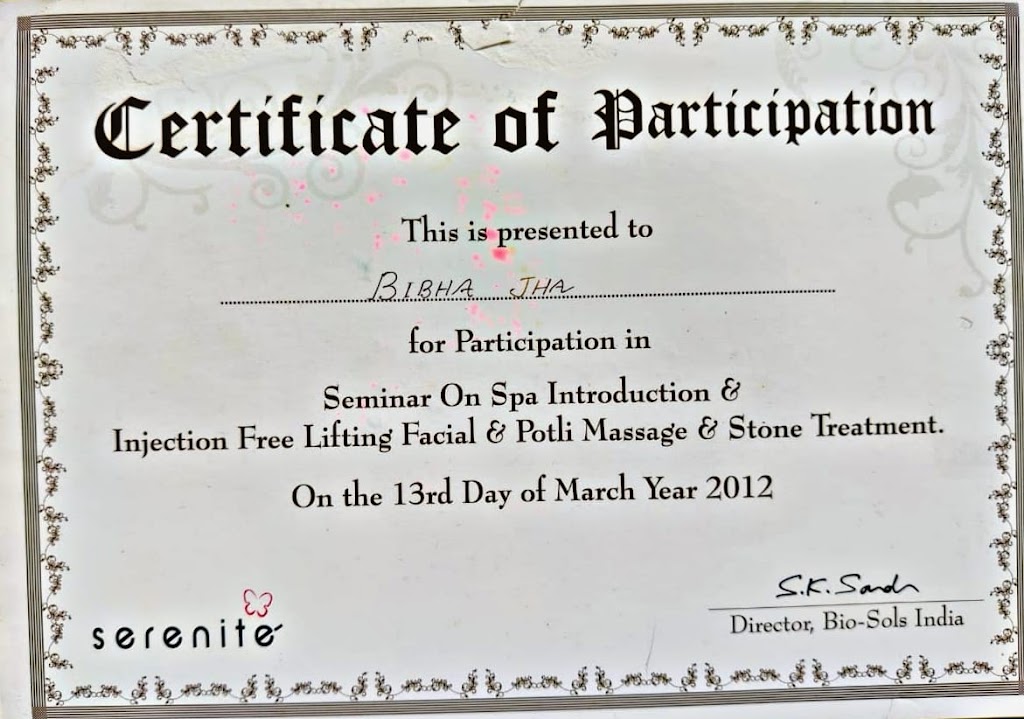 Certificate of Participation
This is presented to
BIBHA JHA
for Participation in
Seminar On Spa Introduction &
Injection Free Lifting Facial & Potli Massage & Stone Treatment.
On the 13rd Day of March Year 2012
serenité
S.K.
Director, Bio-Sols India